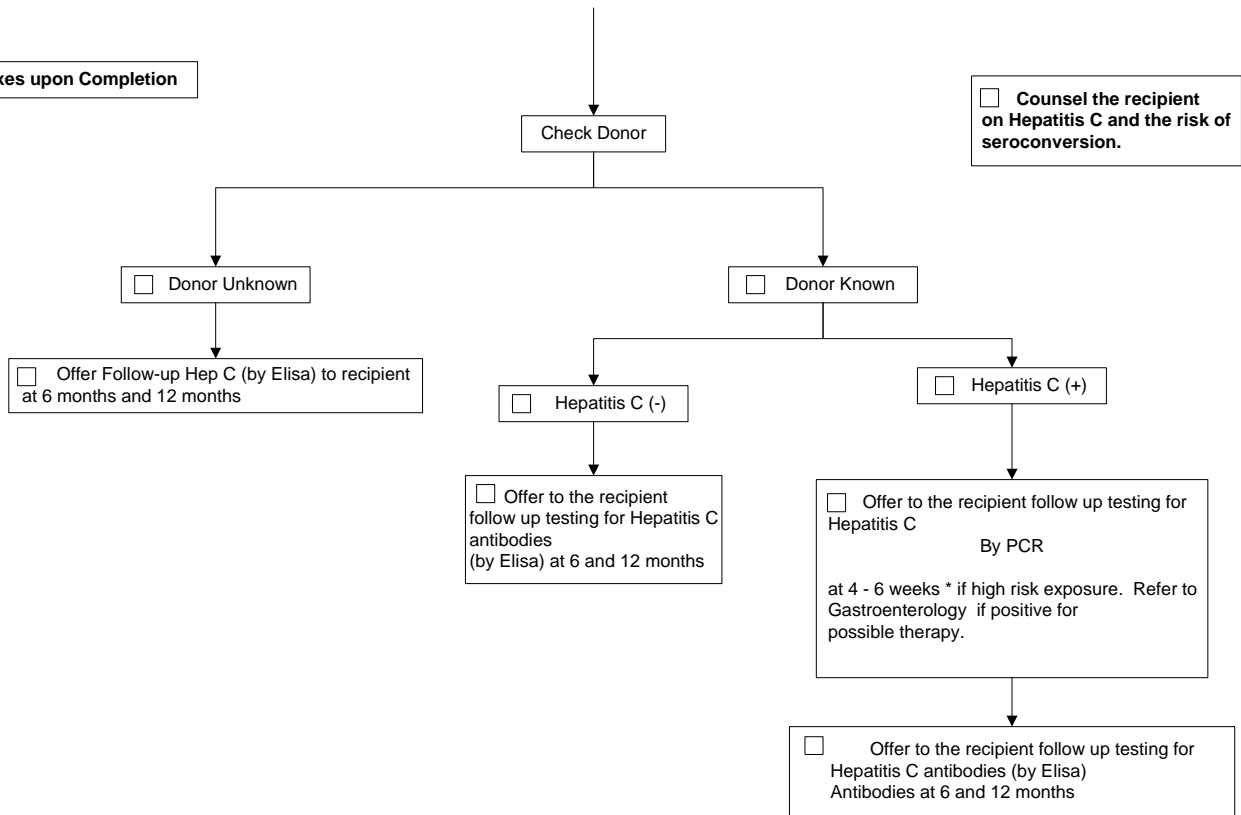 xes upon Completion
Counsel the recipient
on Hepatitis C and the risk of
seroconversion.
Check Donor
Donor Unknown
Donor Known
Offer Follow-up Hep C (by Elisa) to recipient
at 6 months and 12 months
Hepatitis C (-)
Hepatitis C (+)
Offer to the recipient
follow up testing for Hepatitis C
antibodies
(by Elisa) at 6 and 12 months
Offer to the recipient follow up testing for
Hepatitis C
By PCR
at 4 - 6 weeks * if high risk exposure. Refer to
Gastroenterology if positive for
possible therapy.
Offer to the recipient follow up testing for
Hepatitis C antibodies (by Elisa)
Antibodies at 6 and 12 months